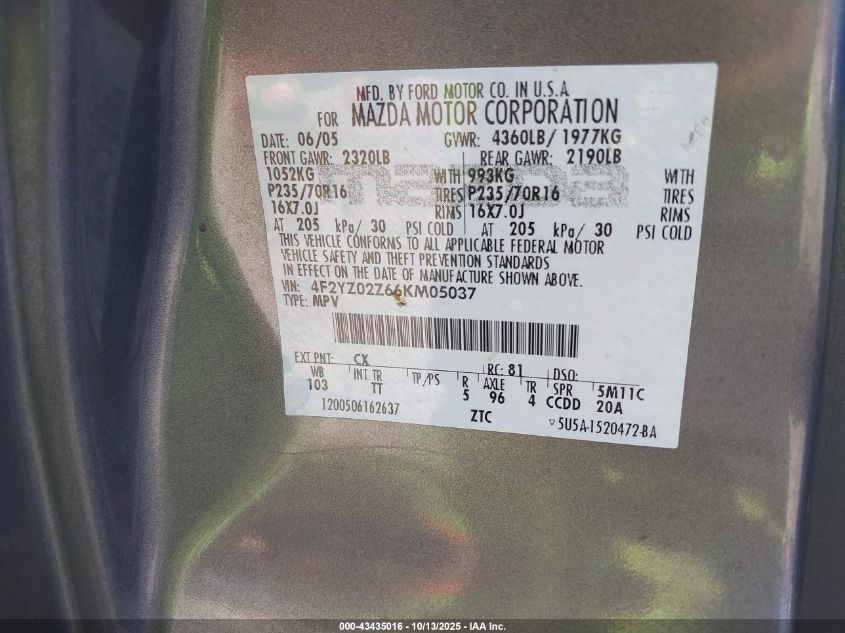 MFD. BY FORD MOTOR CO. IN U.S.A.
FOR MAZDA MOTOR CORPORATION
DATE: 06/05 GVWR: 4360LB/ 1977KG
FRONT GAWR: 2320LB REAR GAWR: 2190LB
1052KG WITH 993KG WITH
P235/70R16 TIRES P235/70R16 TIRES
16X7.0J RIMS 16X7.0J RIMS
AT 205 kPa/ 30 PSI COLD AT 205 kPa/ 30 PSI COLD
THIS VEHICLE CONFORMS TO ALL APPLICABLE FEDERAL MOTOR
VEHICLE SAFETY AND THEFT PREVENTION STANDARDS
IN EFFECT ON THE DATE OF MANUFACTURE SHOWN ABOVE.
VIN: 4F2YZ02Z66KM05037
TYPE: MPV
EXT PNT: CX RC: 81 DSO:
WB INT TR TP/PS R AXLE TR SPR 5M11C
103 TT 5 96 4 CCDD 20A
1200506162637 ZTC 5U5A-1520472-BA
000-43435016 - 10/13/2025 - IAA Inc.